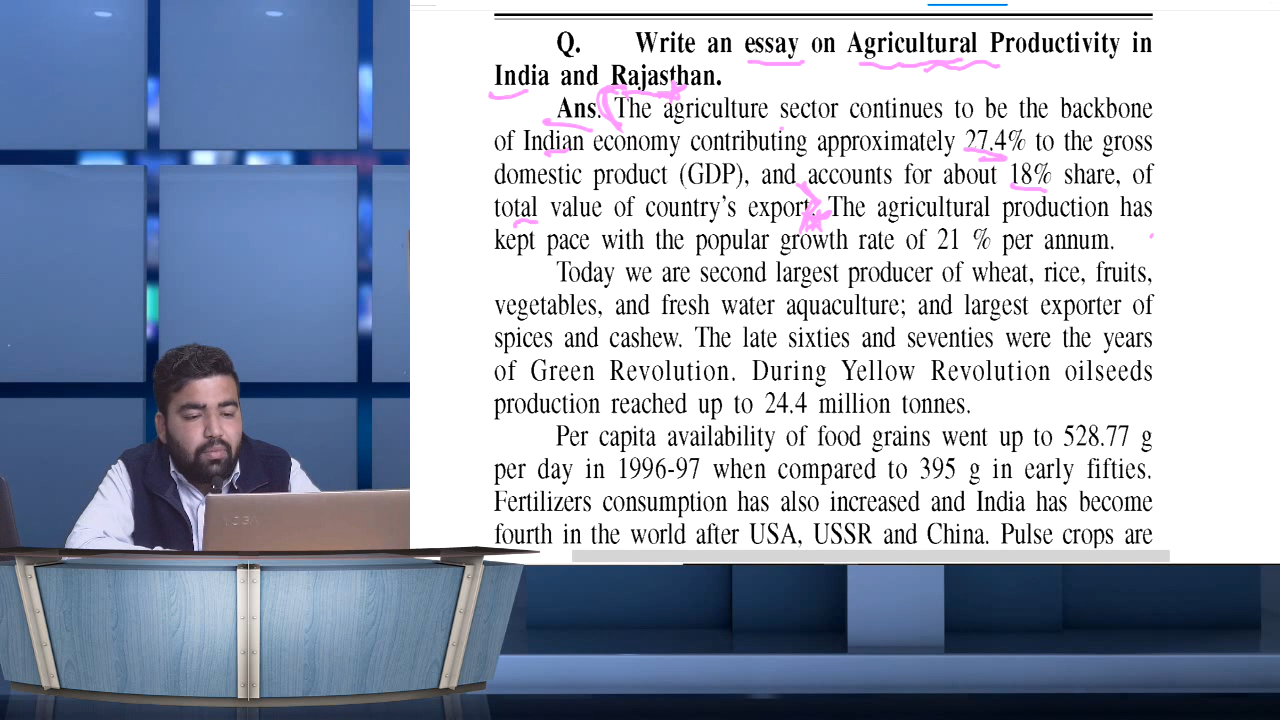 Q. Write an essay on Agricultural Productivity in
India and Rajasthan.
Ans. The agriculture sector continues to be the backbone
of Indian economy contributing approximately 27.4% to the gross
domestic product (GDP), and accounts for about 18% share, of
total value of country's export. The agricultural production has
kept pace with the popular growth rate of 21 % per annum.
Today we are second largest producer of wheat, rice, fruits,
vegetables, and fresh water aquaculture; and largest exporter of
spices and cashew. The late sixties and seventies were the years
of Green Revolution. During Yellow Revolution oilseeds
production reached up to 24.4 million tonnes.
Per capita availability of food grains went up to 528.77 g
per day in 1996-97 when compared to 395 g in early fifties.
Fertilizers consumption has also increased and India has become
fourth in the world after USA, USSR and China. Pulse crops are
YOGA